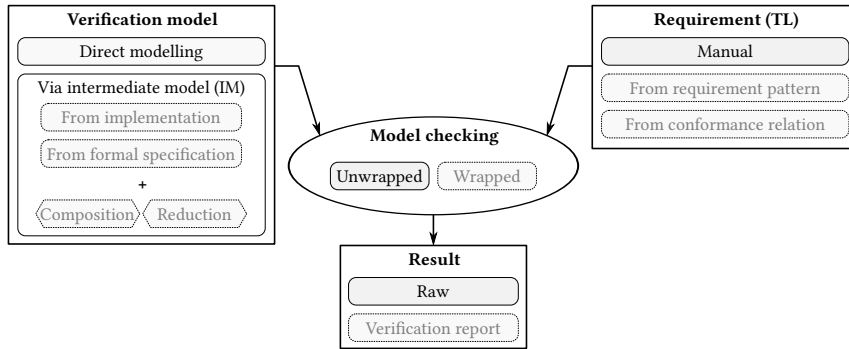 Verification model
Direct modelling
Via intermediate model (IM)
From implementation
From formal specification
+
Composition
Reduction
Requirement (TL)
Manual
From requirement pattern
From conformance relation
Model checking
Unwrapped
Wrapped
Result
Raw
Verification report